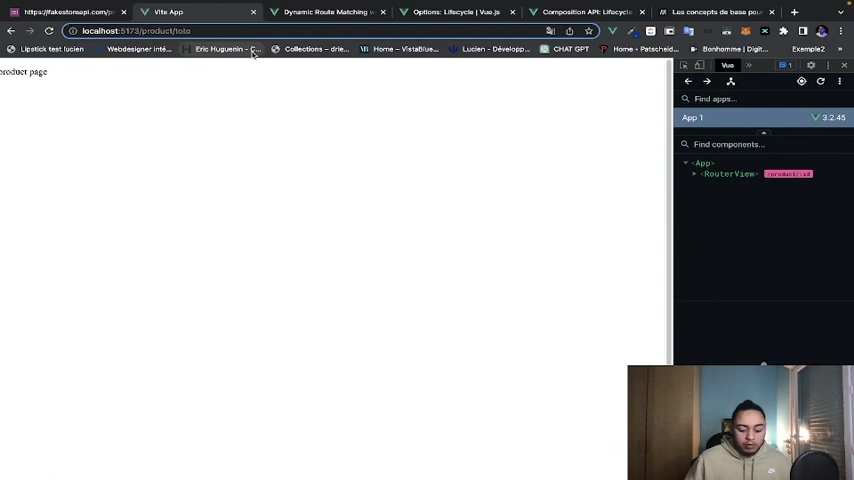 https://fakestoreapi.com/pr
Vite App
Dynamic Route Matching w
Options: Lifecycle | Vue.js
Composition API: Lifecycle
Les concepts de base pou
localhost:5173/product/toto
Lipstick test lucien
Webdesigner inté...
Eric Huguenin - C...
Collections – drie...
Home – VistaBlue...
Lucien - Développ...
CHAT GPT
Home • Patscheid...
Bonhomme | Digit...
Exemple2
product page
Vue
1
Find apps...
App 1
3.2.45
Find components...
<App>
<RouterView> /product/:id